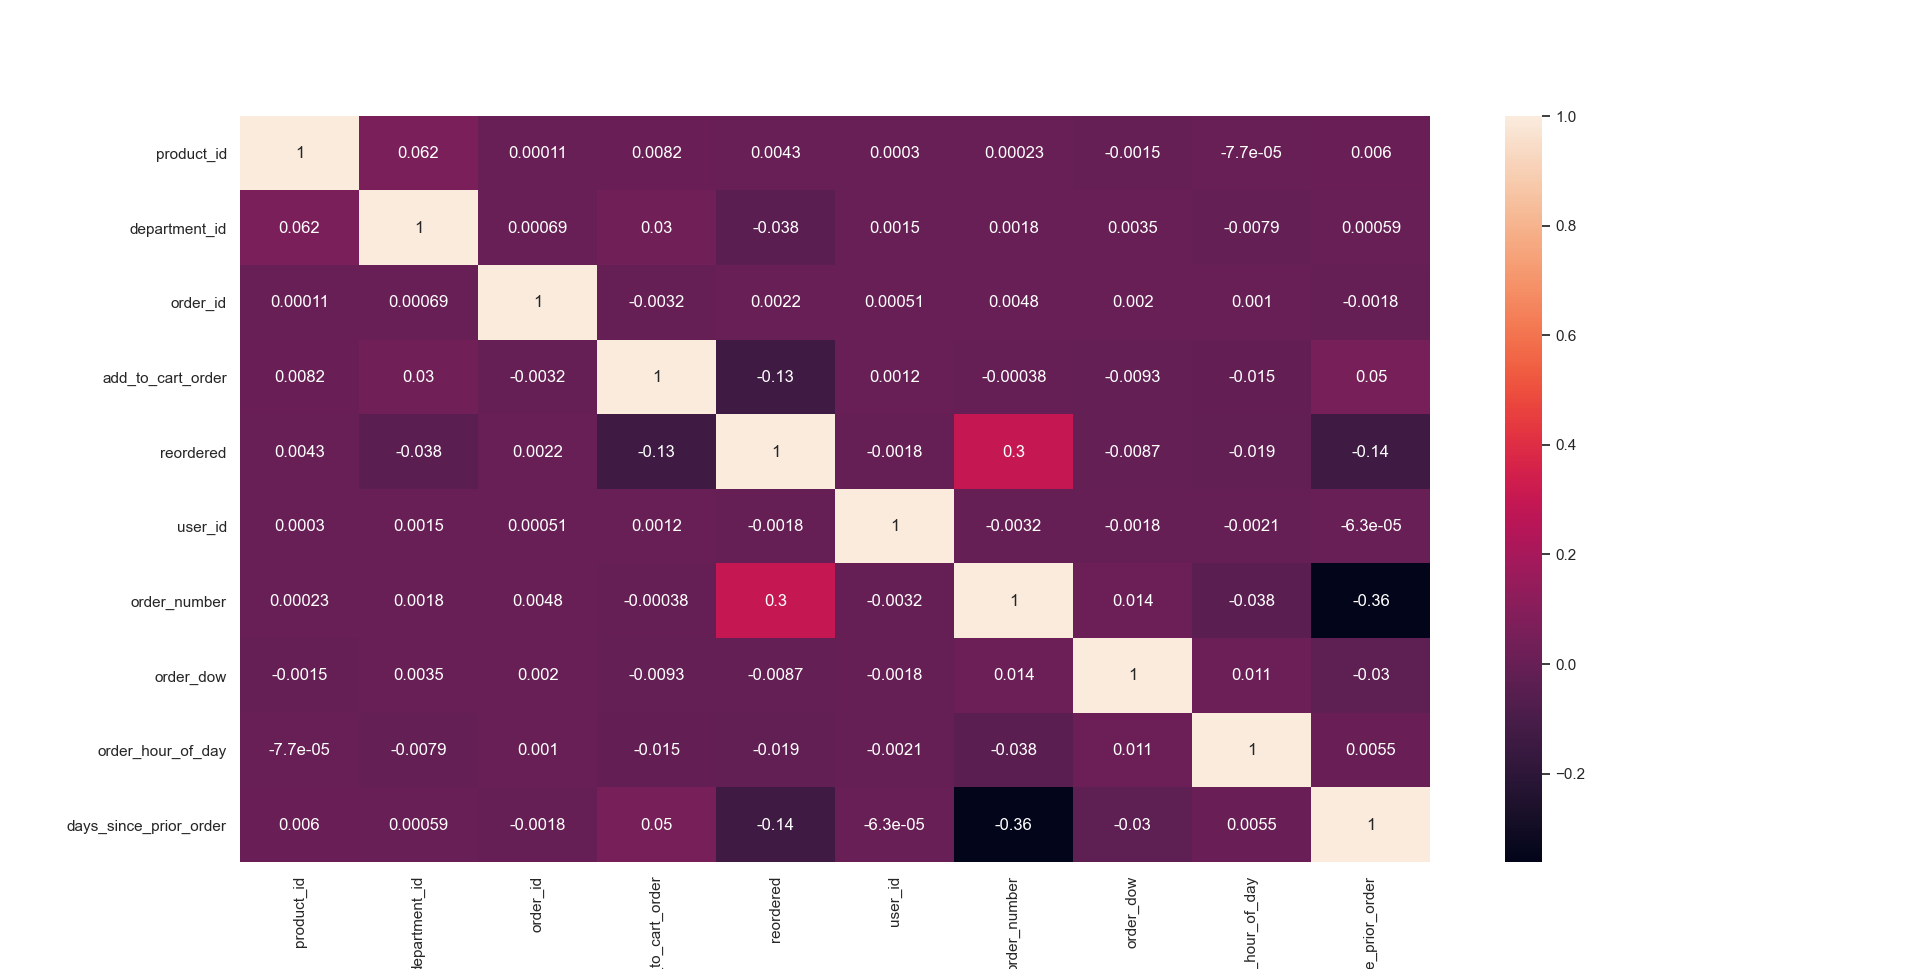 product_id 1 0.062 0.00011 0.0082 0.0043 0.0003 0.00023 -0.0015 -7.7e-05 0.006
department_id 0.062 1 0.00069 0.03 -0.038 0.0015 0.0018 0.0035 -0.0079 0.00059
order_id 0.00011 0.00069 1 -0.0032 0.0022 0.00051 0.0048 0.002 0.001 -0.0018
add_to_cart_order 0.0082 0.03 -0.0032 1 -0.13 0.0012 -0.00038 -0.0093 -0.015 0.05
reordered 0.0043 -0.038 0.0022 -0.13 1 -0.0018 0.3 -0.0087 -0.019 -0.14
user_id 0.0003 0.0015 0.00051 0.0012 -0.0018 1 -0.0032 -0.0018 -0.0021 -6.3e-05
order_number 0.00023 0.0018 0.0048 -0.00038 0.3 -0.0032 1 0.014 -0.038 -0.36
order_dow -0.0015 0.0035 0.002 -0.0093 -0.0087 -0.0018 0.014 1 0.011 -0.03
order_hour_of_day -7.7e-05 -0.0079 0.001 -0.015 -0.019 -0.0021 -0.038 0.011 1 0.0055
days_since_prior_order 0.006 0.00059 -0.0018 0.05 -0.14 -6.3e-05 -0.36 -0.03 0.0055 1
product_id
department_id
order_id
_to_cart_order
reordered
user_id
order_number
order_dow
_hour_of_day
e_prior_order
1.0
0.8
0.6
0.4
0.2
0.0
−0.2